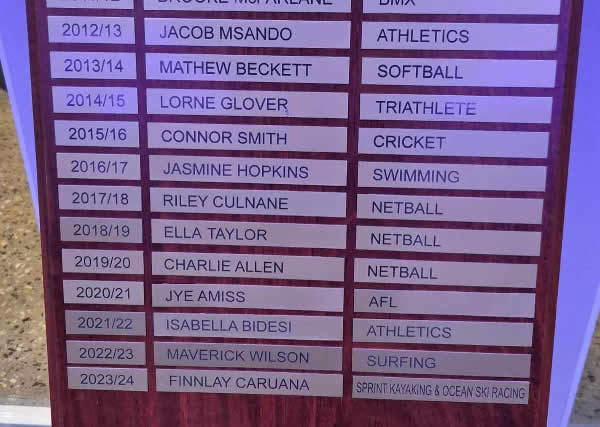 BROOKE McFARLANE BMX
2012/13 JACOB MSANDO ATHLETICS
2013/14 MATHEW BECKETT SOFTBALL
2014/15 LORNE GLOVER TRIATHLETE
2015/16 CONNOR SMITH CRICKET
2016/17 JASMINE HOPKINS SWIMMING
2017/18 RILEY CULNANE NETBALL
2018/19 ELLA TAYLOR NETBALL
2019/20 CHARLIE ALLEN NETBALL
2020/21 JYE AMISS AFL
2021/22 ISABELLA BIDESI ATHLETICS
2022/23 MAVERICK WILSON SURFING
2023/24 FINNLAY CARUANA SPRINT KAYAKING & OCEAN SKI RACING